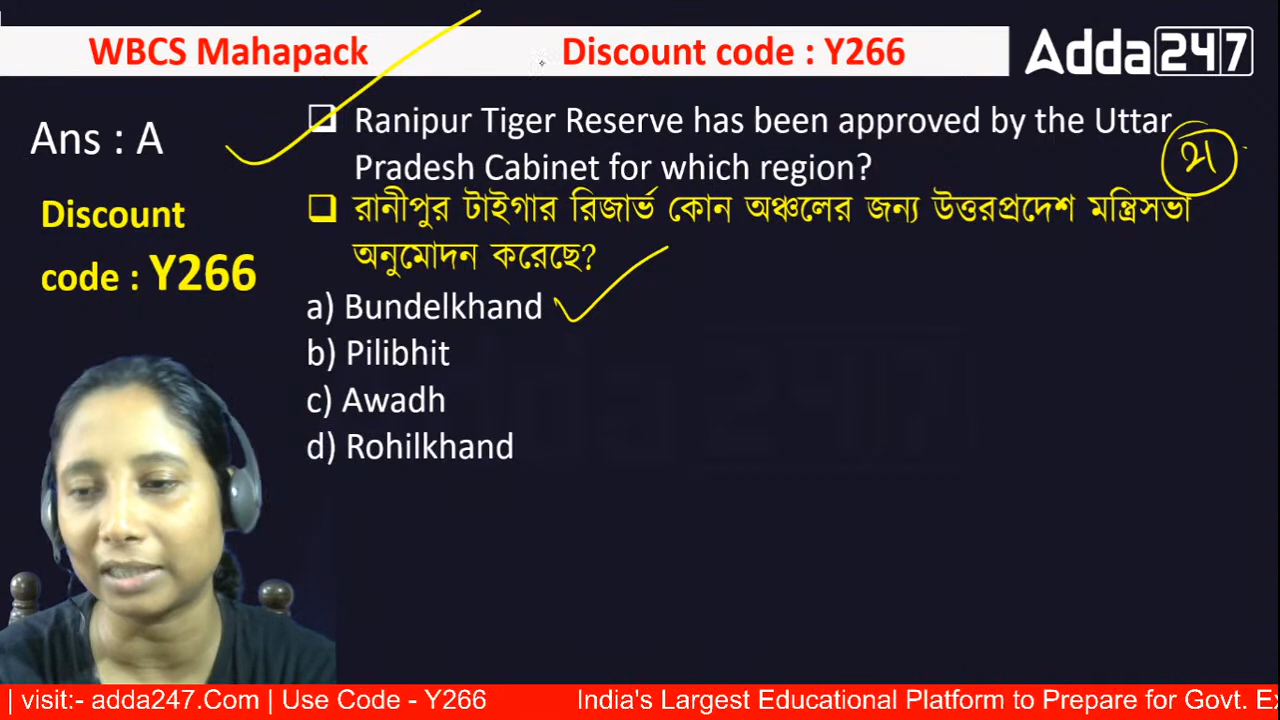 WBCS Mahapack
Discount code : Y266
Adda247
Ans : A
Discount
code : Y266
Ranipur Tiger Reserve has been approved by the Uttar
Pradesh Cabinet for which region?
রানীপুর টাইগার রিজার্ভ কোন অঞ্চলের জন্য উত্তরপ্রদেশ মন্ত্রিসভা
অনুমোদন করেছে?
a) Bundelkhand
b) Pilibhit
c) Awadh
d) Rohilkhand
Adda 247
| visit:- adda247.Com | Use Code - Y266 India's Largest Educational Platform to Prepare for Govt. Ex